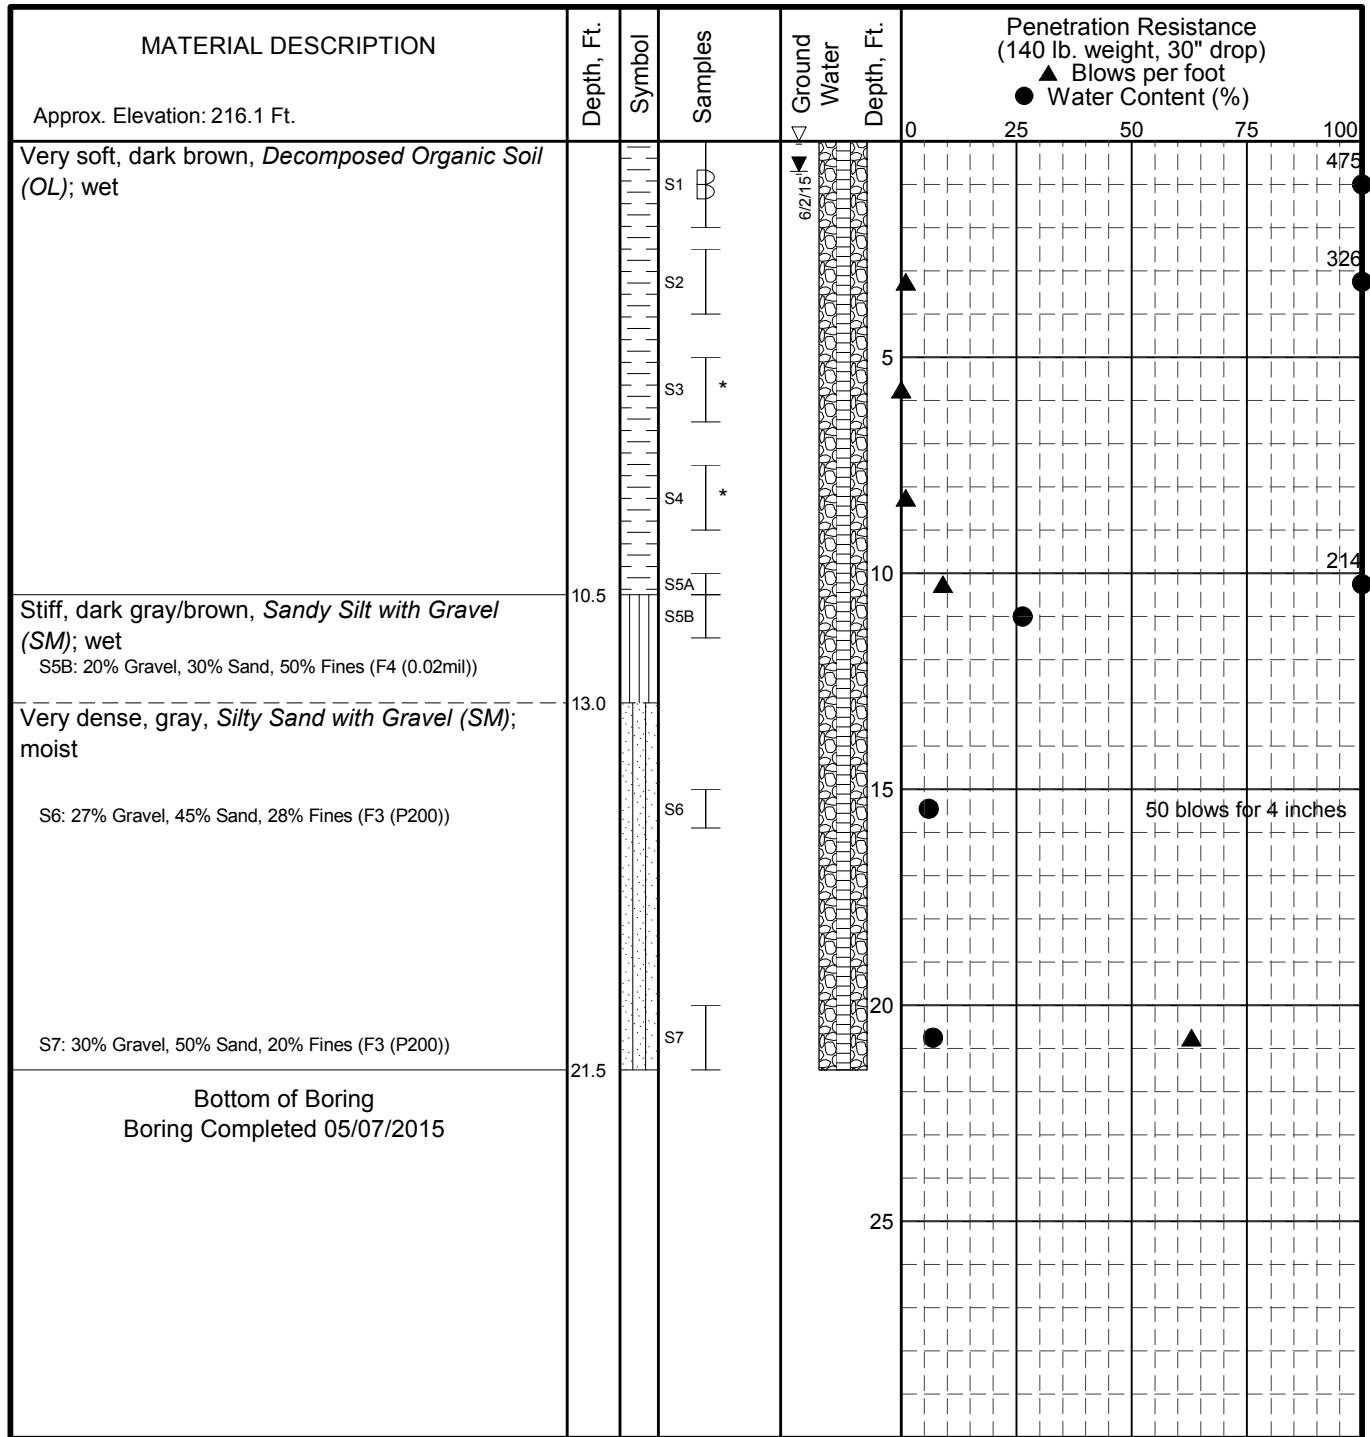 MATERIAL DESCRIPTION
Approx. Elevation: 216.1 Ft.
Depth, Ft.
Symbol
Samples
Ground
Water
Depth, Ft.
Penetration Resistance
(140 lb. weight, 30" drop)
▲ Blows per foot
● Water Content (%)
0 25 50 75 100
Very soft, dark brown, Decomposed Organic Soil
(OL); wet
S1
6/2/15
475
S2
326
5
S3 *
S4 *
10
214
S5A
10.5
Stiff, dark gray/brown, Sandy Silt with Gravel
(SM); wet
S5B
S5B: 20% Gravel, 30% Sand, 50% Fines (F4 (0.02mil))
13.0
Very dense, gray, Silty Sand with Gravel (SM);
moist
15
S6: 27% Gravel, 45% Sand, 28% Fines (F3 (P200))
S6
50 blows for 4 inches
20
S7: 30% Gravel, 50% Sand, 20% Fines (F3 (P200))
S7
21.5
Bottom of Boring
Boring Completed 05/07/2015
25